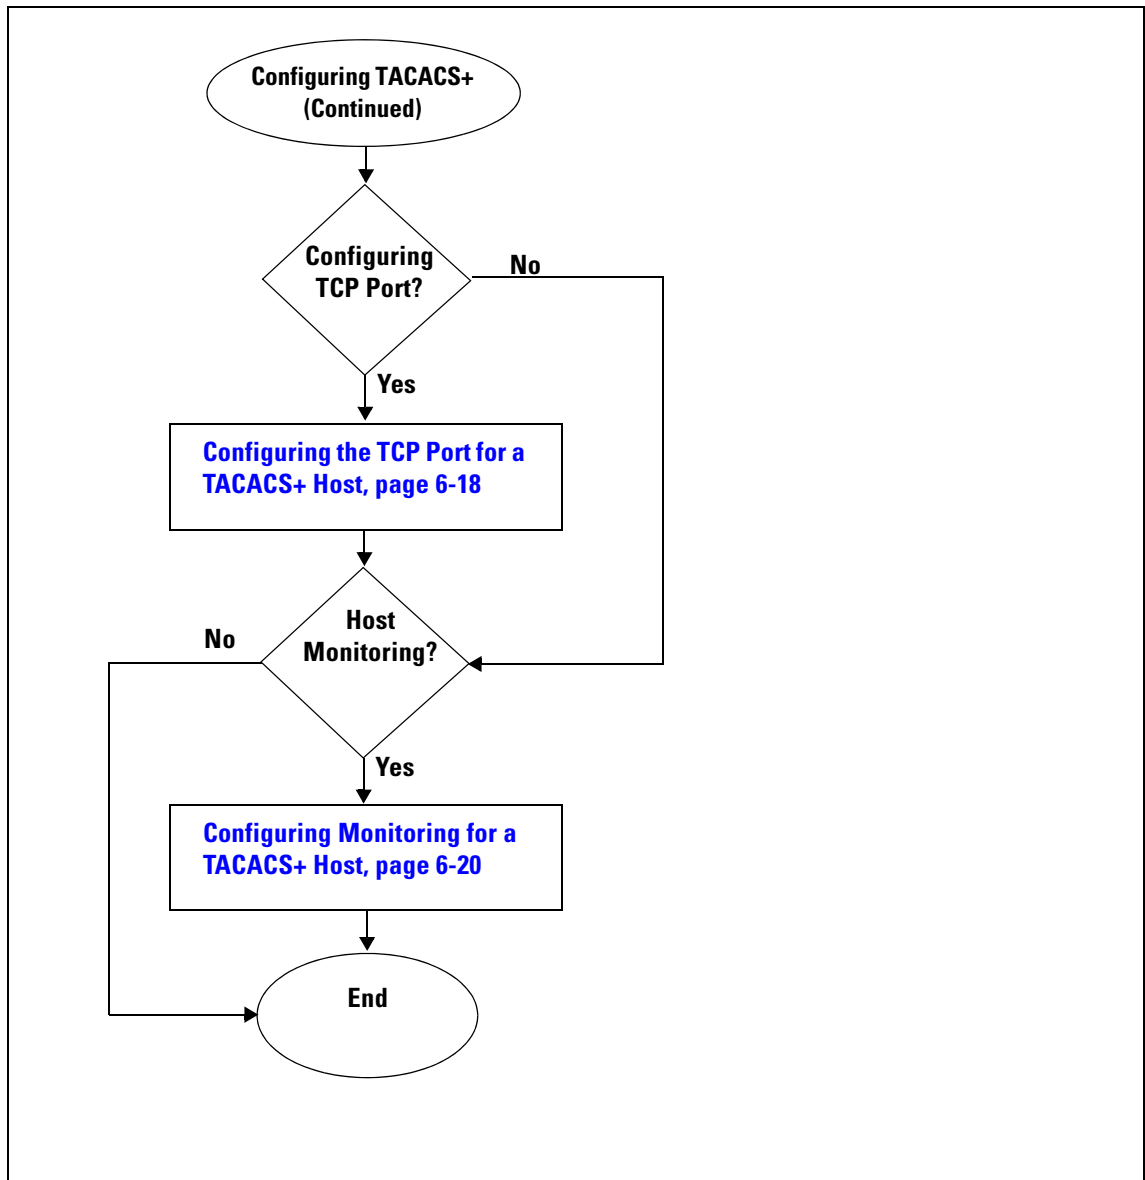 Configuring TACACS+
(Continued)
Configuring
TCP Port?
No
Yes
Configuring the TCP Port for a
TACACS+ Host, page 6-18
Host
Monitoring?
No
Yes
Configuring Monitoring for a
TACACS+ Host, page 6-20
End